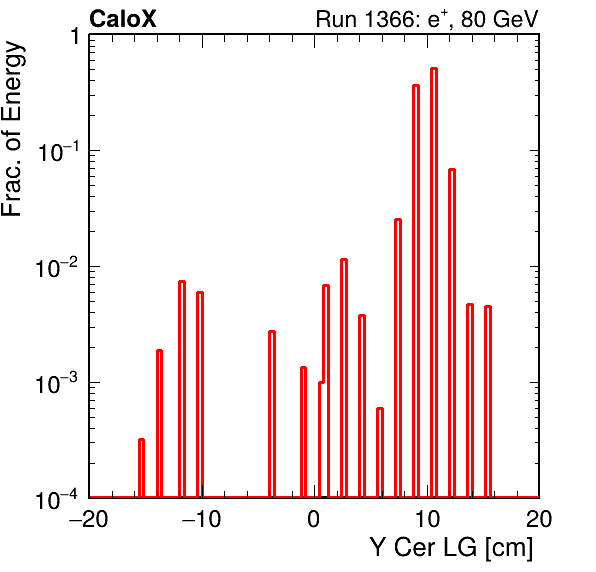 CaloX Run 1366: e⁺, 80 GeV
Frac. of Energy
1
10⁻¹
10⁻²
10⁻³
10⁻⁴
−20 −10 0 10 20
Y Cer LG [cm]